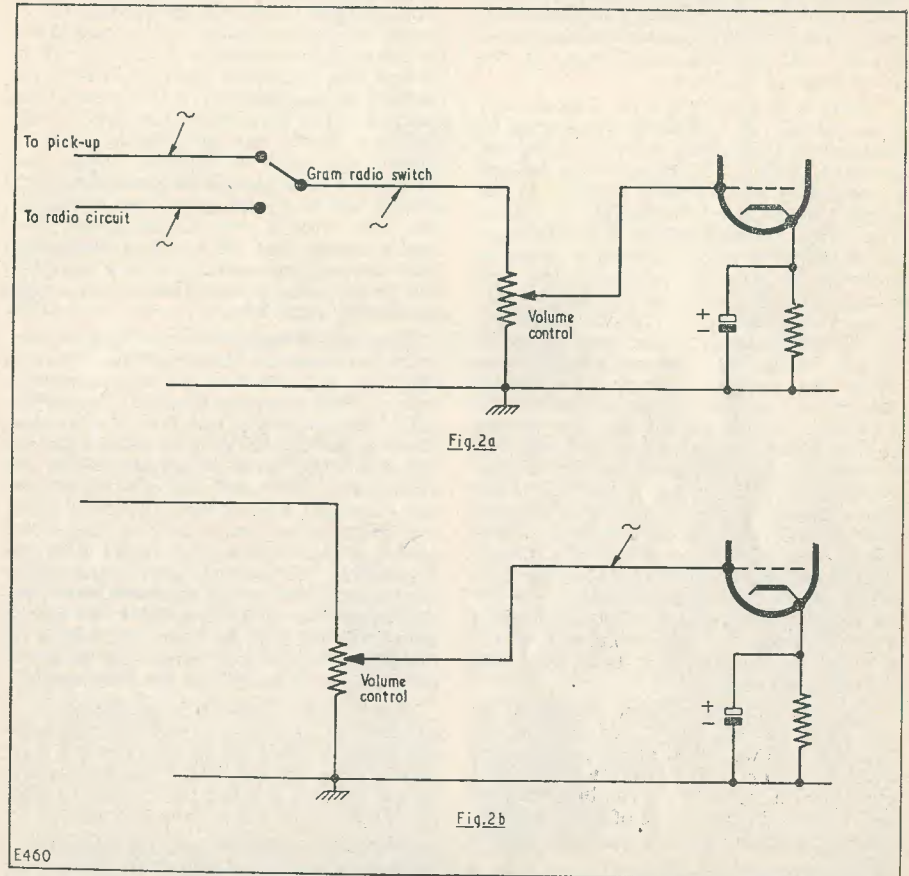 To pick-up
Gram radio switch
To radio circuit
+
−
Volume
control
Fig.2a
+
−
Volume
control
Fig.2b
E460